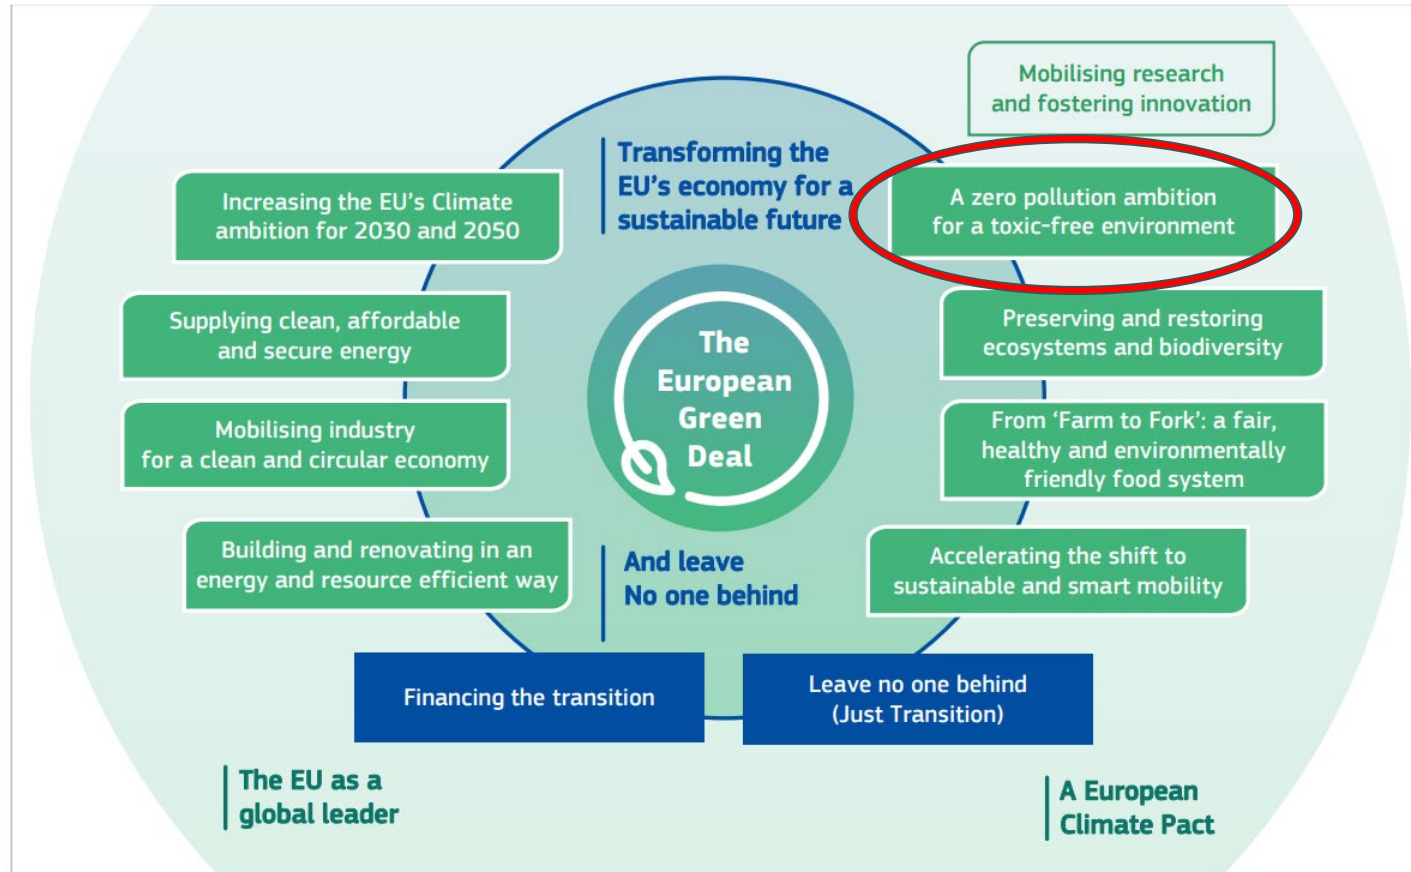 Mobilising research
and fostering innovation
Transforming the
EU's economy for a
sustainable future
Increasing the EU's Climate
ambition for 2030 and 2050
Supplying clean, affordable
and secure energy
Mobilising industry
for a clean and circular economy
Building and renovating in an
energy and resource efficient way
A zero pollution ambition
for a toxic-free environment
Preserving and restoring
ecosystems and biodiversity
From ‘Farm to Fork’: a fair,
healthy and environmentally
friendly food system
Accelerating the shift to
sustainable and smart mobility
The
European
Green
Deal
And leave
No one behind
Financing the transition
Leave no one behind
(Just Transition)
The EU as a
global leader
A European
Climate Pact